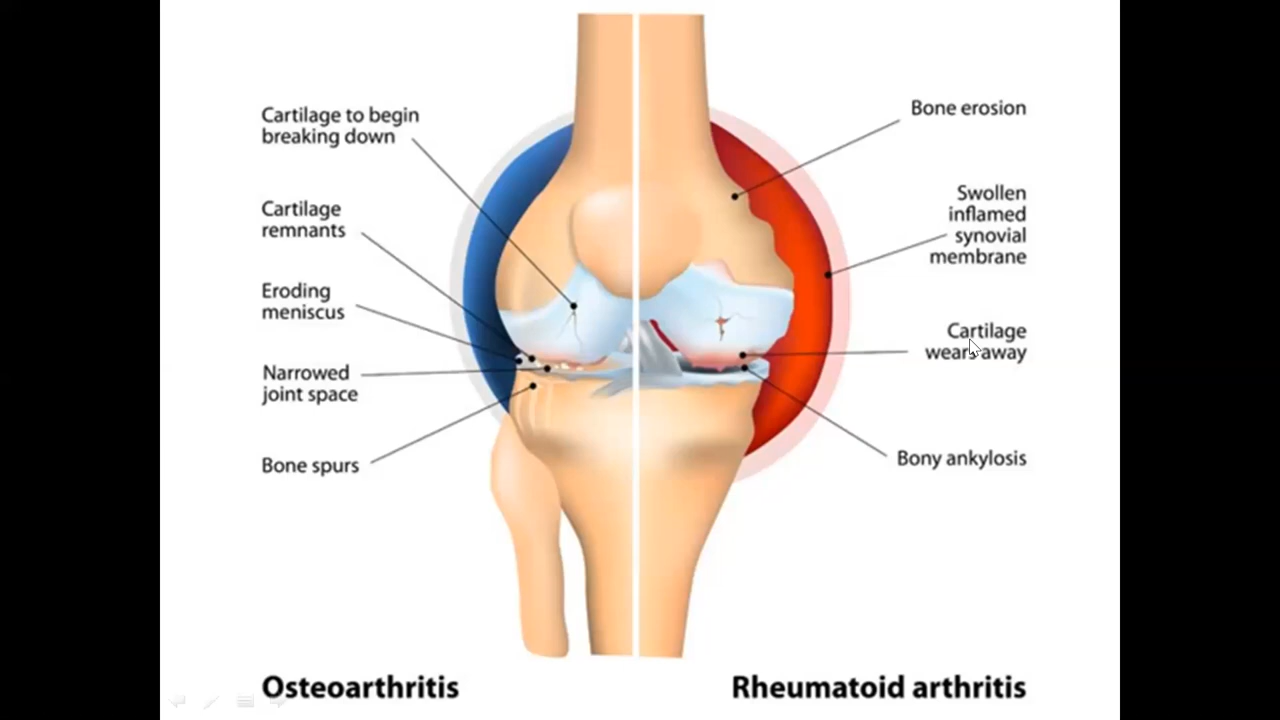 Cartilage to begin
breaking down
Cartilage
remnants
Eroding
meniscus
Narrowed
joint space
Bone spurs
Bone erosion
Swollen
inflamed
synovial
membrane
Cartilage
wears away
Bony ankylosis
Osteoarthritis
Rheumatoid arthritis